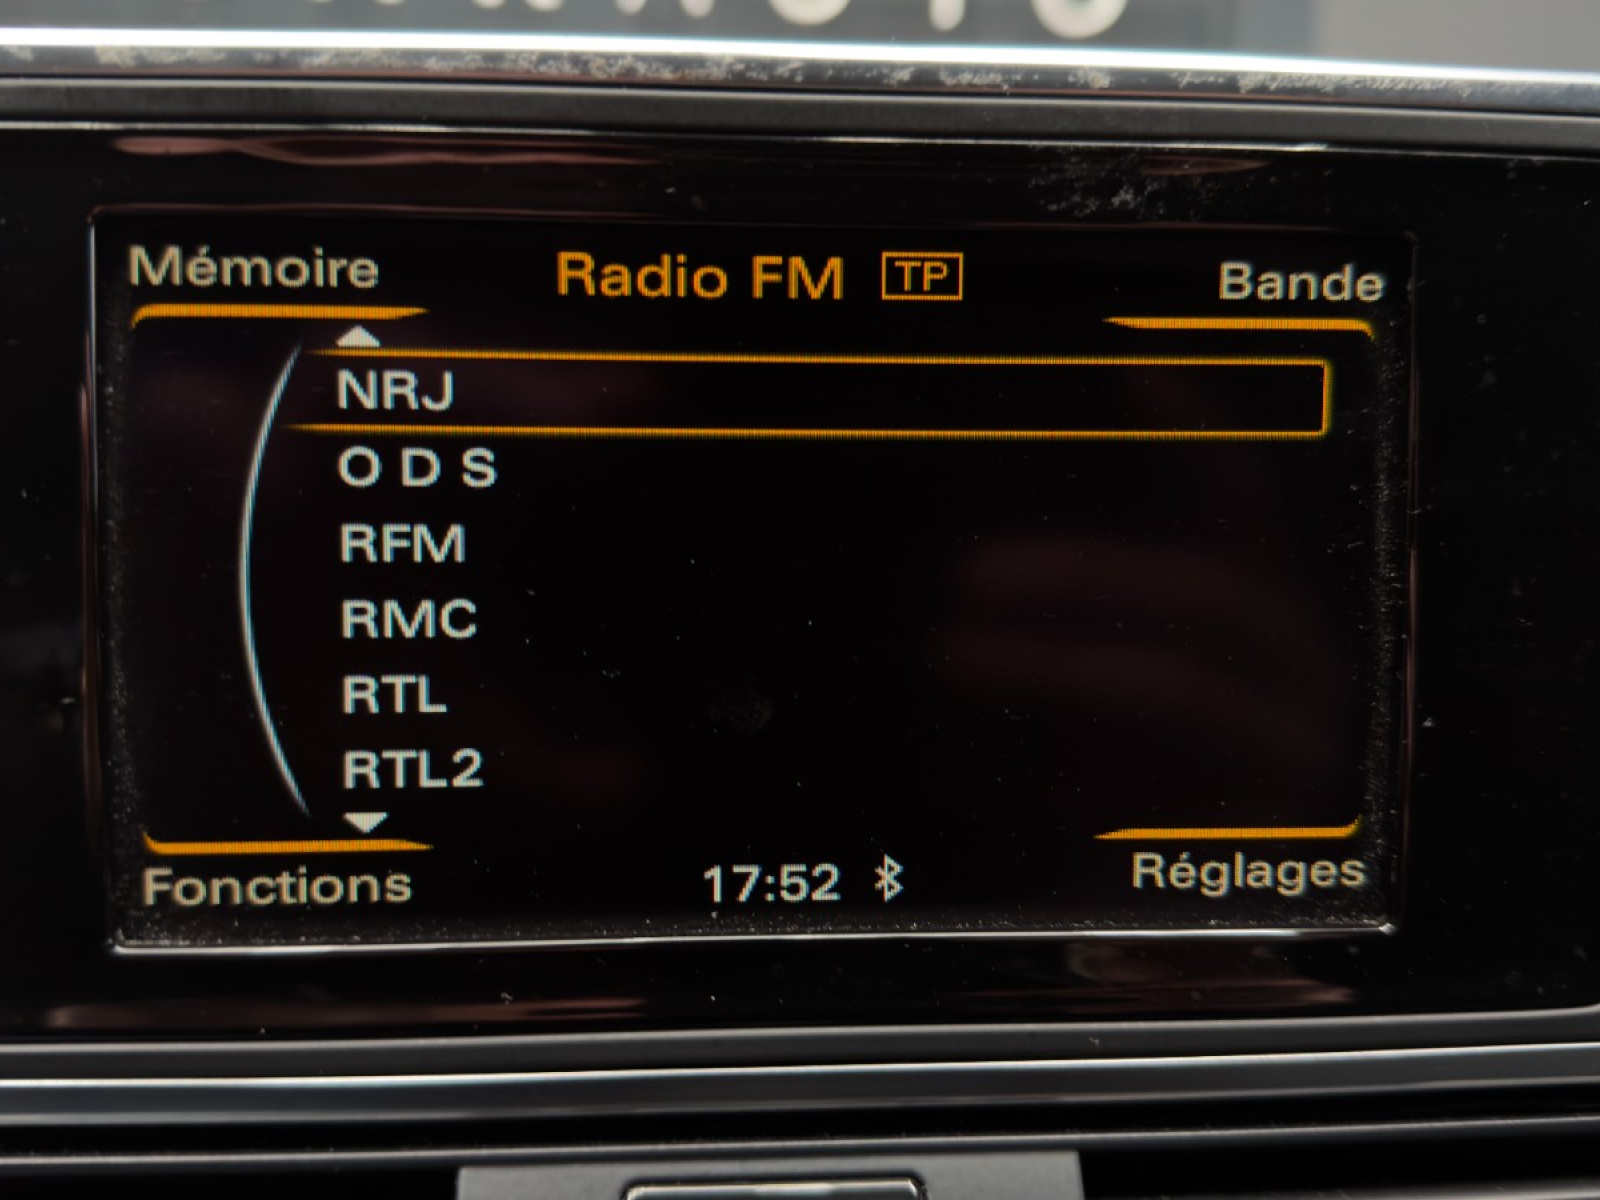 Mémoire Radio FM TP Bande
NRJ
O D S
RFM
RMC
RTL
RTL2
Fonctions 17:52 Réglages